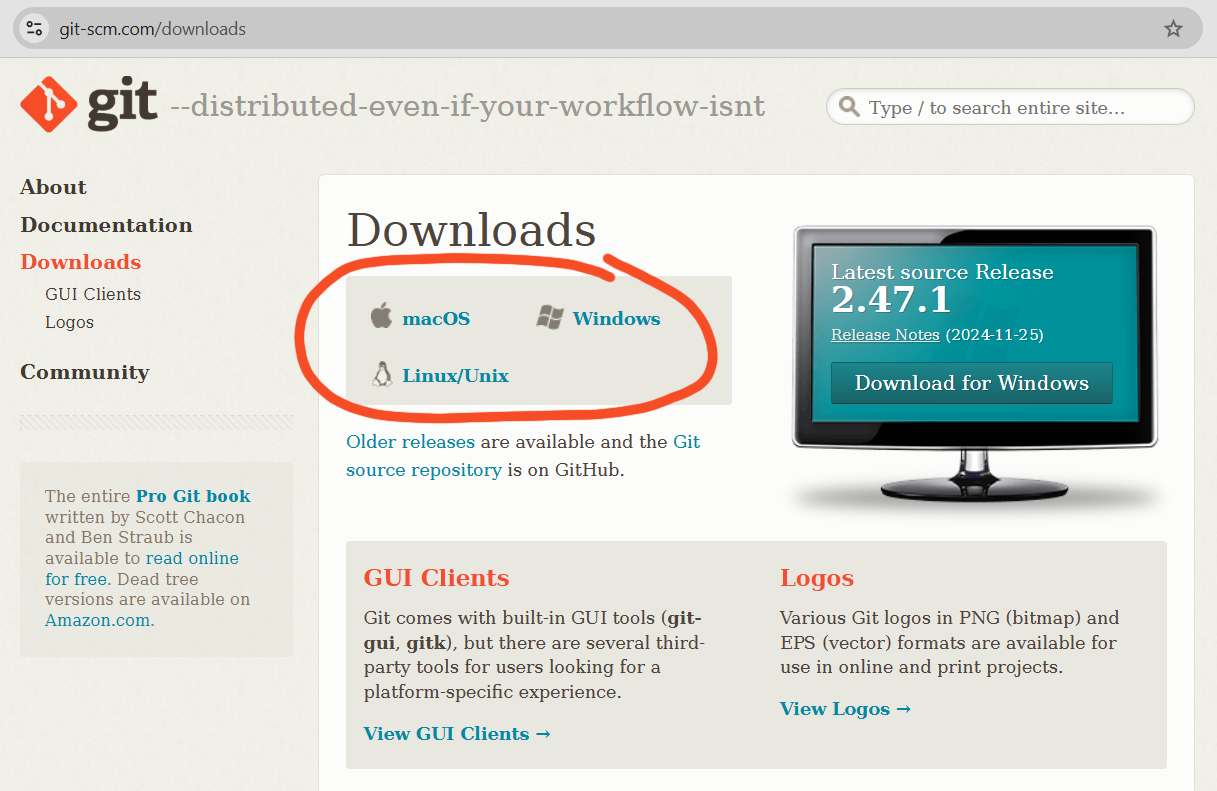 git-scm.com/downloads
git --distributed-even-if-your-workflow-isnt
Type / to search entire site...
About
Documentation
Downloads
GUI Clients
Logos
Community
The entire Pro Git book
written by Scott Chacon
and Ben Straub is
available to read online
for free. Dead tree
versions are available on
Amazon.com.
Downloads
macOS
Windows
Linux/Unix
Older releases are available and the Git
source repository is on GitHub.
Latest source Release
2.47.1
Release Notes (2024-11-25)
Download for Windows
GUI Clients
Git comes with built-in GUI tools (git-
gui, gitk), but there are several third-
party tools for users looking for a
platform-specific experience.
View GUI Clients →
Logos
Various Git logos in PNG (bitmap) and
EPS (vector) formats are available for
use in online and print projects.
View Logos →